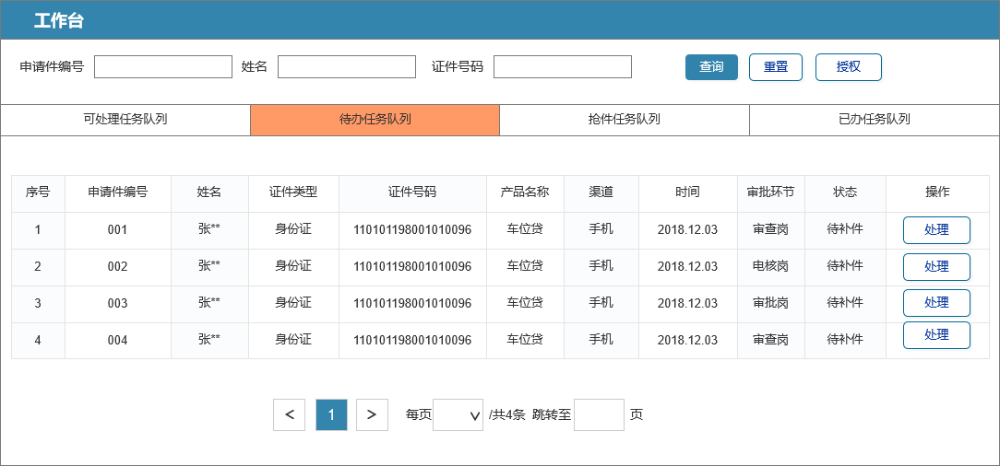 工作台
申请件编号 姓名 证件号码 查询 重置 授权
可处理任务队列 待办任务队列 抢件任务队列 已办任务队列
序号 申请件编号 姓名 证件类型 证件号码 产品名称 渠道 时间 审批环节 状态 操作
1 001 张** 身份证 110101198001010096 车位贷 手机 2018.12.03 审查岗 待补件 处理
2 002 张** 身份证 110101198001010096 车位贷 手机 2018.12.03 电核岗 待补件 处理
3 003 张** 身份证 110101198001010096 车位贷 手机 2018.12.03 审批岗 待补件 处理
4 004 张** 身份证 110101198001010096 车位贷 手机 2018.12.03 审查岗 待补件 处理
< 1 > 每页 /共4条 跳转至 页